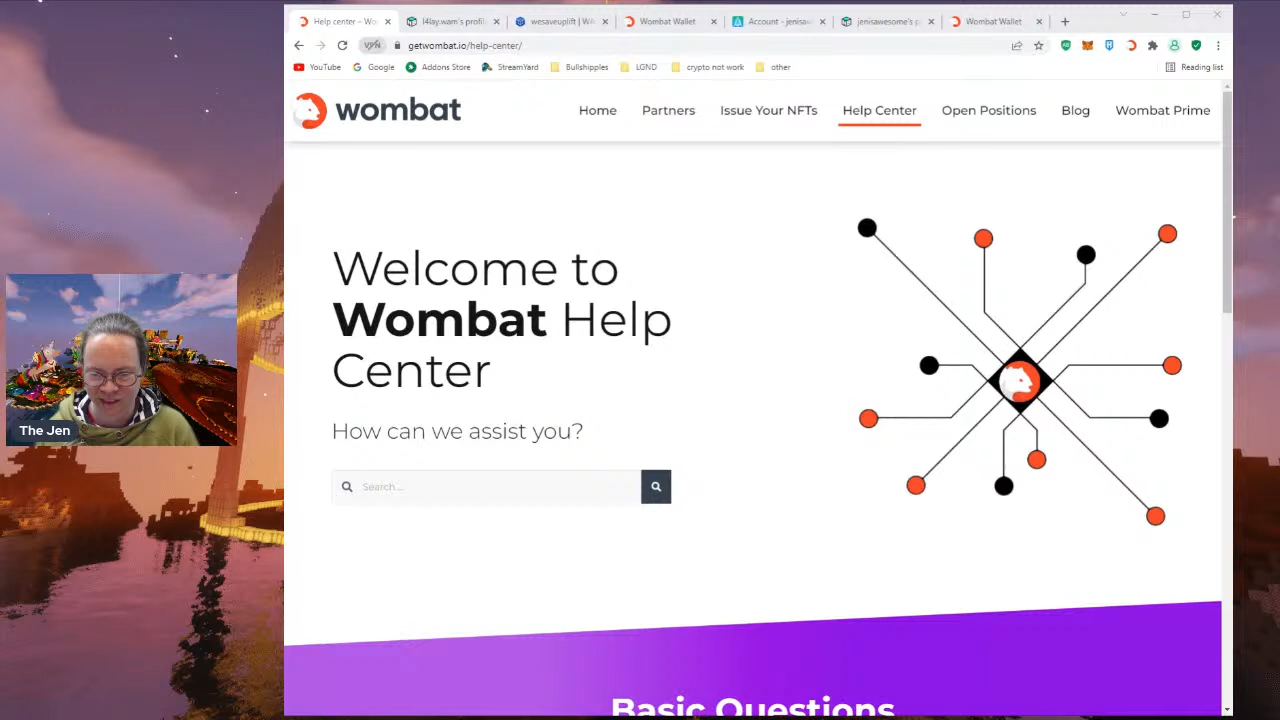 Help center – Wo
l4lay.wam's profil
wesaveuplift | WA
Wombat Wallet
Account - jenisaw
jenisawesome's p
Wombat Wallet
VPN
getwombat.io/help-center/
YouTube
Google
Addons Store
StreamYard
Bullshipples
LGND
crypto not work
other
Reading list
wombat
Home
Partners
Issue Your NFTs
Help Center
Open Positions
Blog
Wombat Prime
Welcome to
Wombat Help
Center
How can we assist you?
Search...
The Jen
Basic Questions